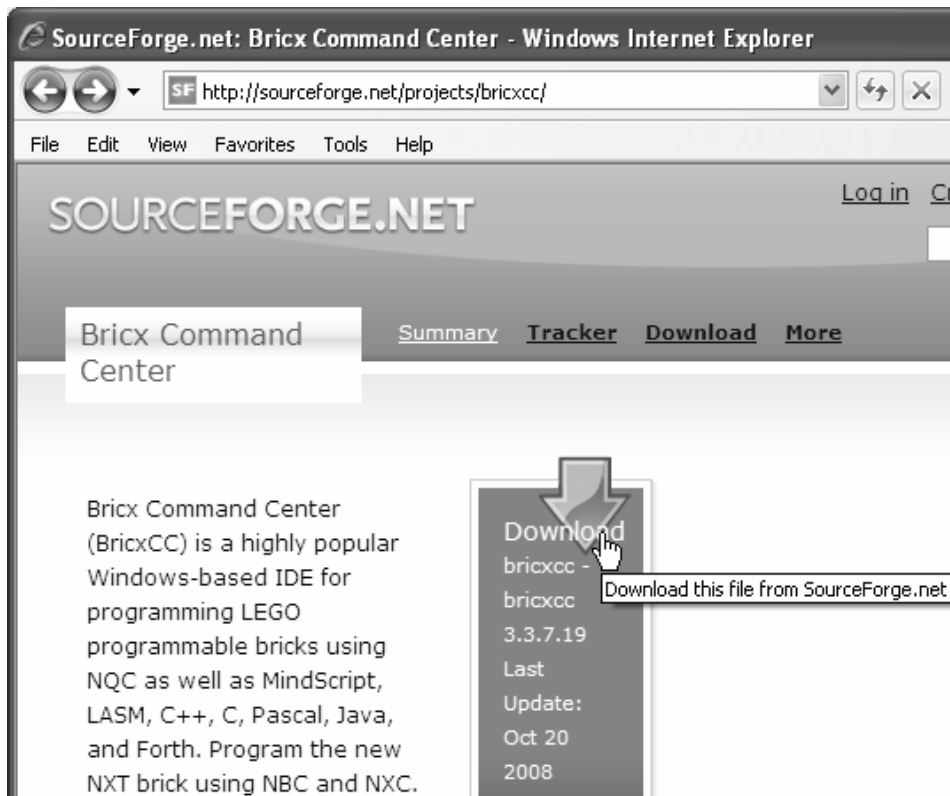 SourceForge.net: Bricx Command Center - Windows Internet Explorer
SF http://sourceforge.net/projects/bricxcc/
File Edit View Favorites Tools Help
SOURCEFORGE.NET
Log in
Bricx Command
Center
Summary Tracker Download More
Bricx Command Center
(BricxCC) is a highly popular
Windows-based IDE for
programming LEGO
programmable bricks using
NQC as well as MindScript,
LASM, C++, C, Pascal, Java,
and Forth. Program the new
NXT brick using NBC and NXC.
Download
bricxcc -
bricxcc
3.3.7.19
Last
Update:
Oct 20
2008
Download this file from SourceForge.net